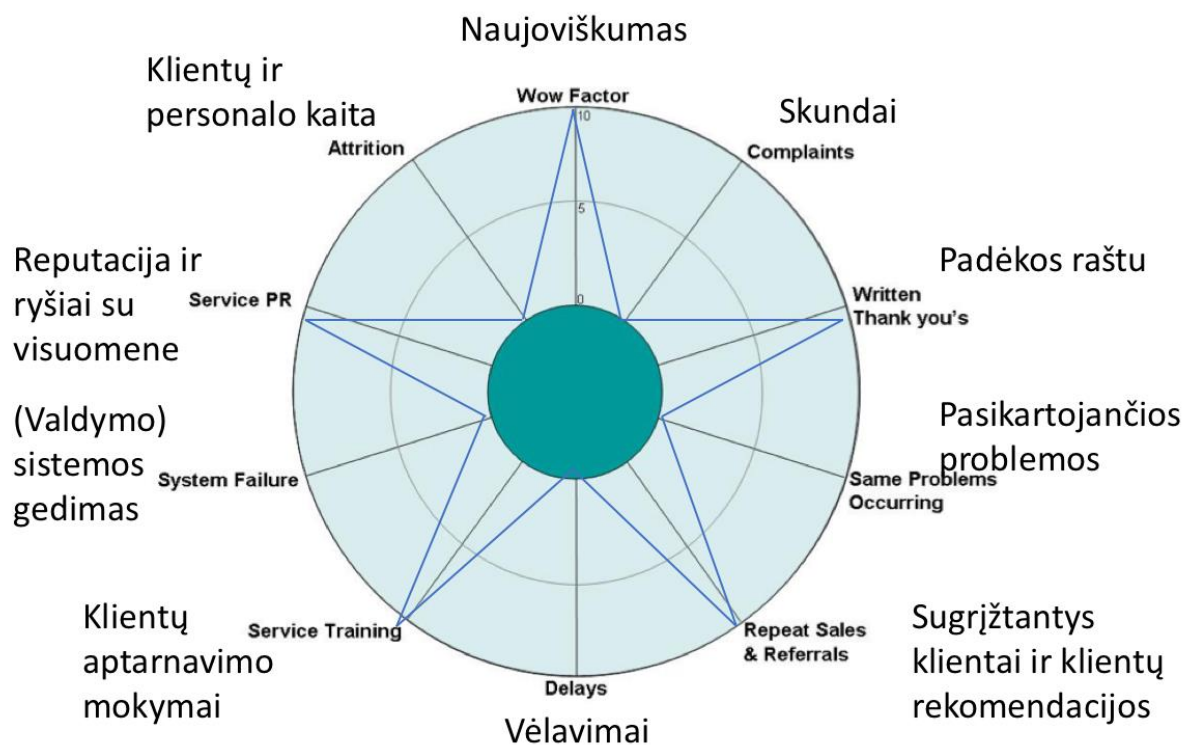 Naujoviškumas
Klientų ir
personalo kaita
Wow Factor
10
Skundai
Attrition
Complaints
5
Reputacija ir
ryšiai su
visuomene
Service PR
Padėkos raštu
Written
Thank you's
0
(Valdymo)
sistemos
gedimas
System Failure
Pasikartojančios
problemos
Same Problems
Occurring
Klientų
aptarnavimo
mokymai
Service Training
Repeat Sales
& Referrals
Sugrįžtantys
klientai ir klientų
rekomendacijos
Delays
Vėlavimai